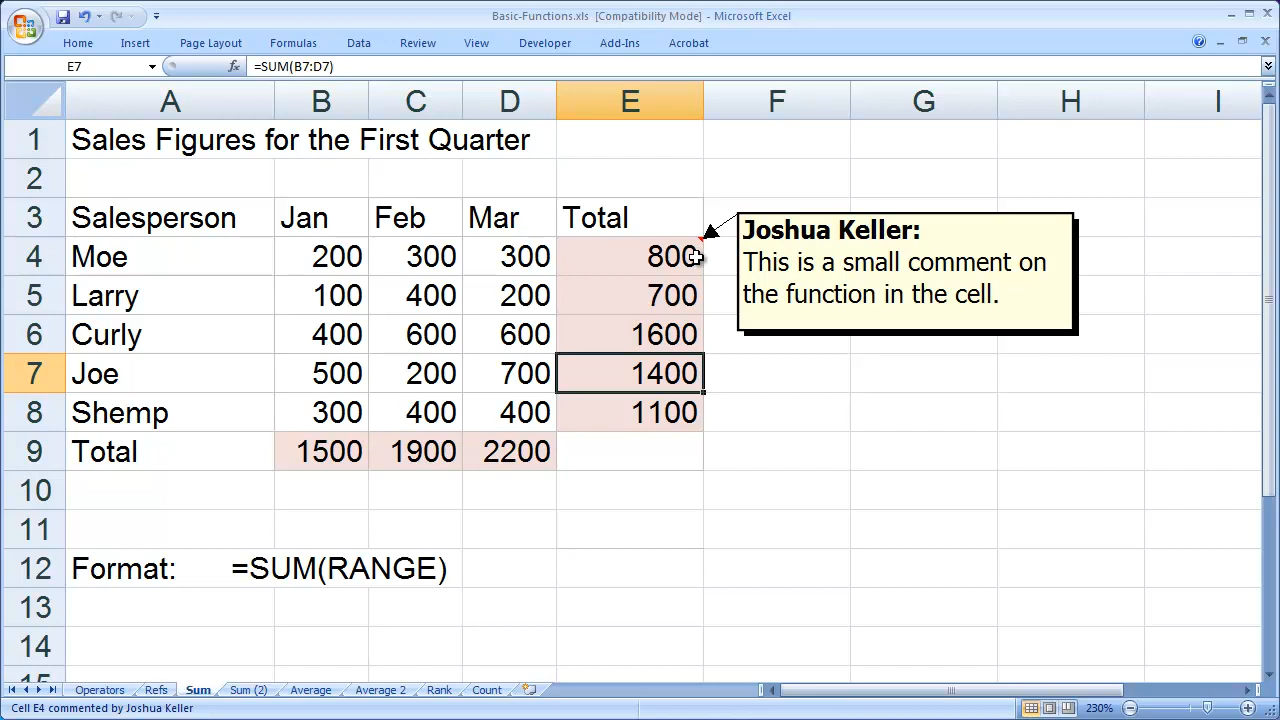 Basic-Functions.xls [Compatibility Mode] - Microsoft Excel
Home Insert Page Layout Formulas Data Review View Developer Add-Ins Acrobat
E7 fx =SUM(B7:D7)
A B C D E F G H I
1 Sales Figures for the First Quarter
2
3 Salesperson Jan Feb Mar Total
4 Moe 200 300 300 800
5 Larry 100 400 200 700
6 Curly 400 600 600 1600
7 Joe 500 200 700 1400
8 Shemp 300 400 400 1100
9 Total 1500 1900 2200
Joshua Keller:
This is a small comment on
the function in the cell.
10
11
12 Format: =SUM(RANGE)
13
14
15
Operators Refs Sum Sum (2) Average Average 2 Rank Count
Cell E4 commented by Joshua Keller 230%